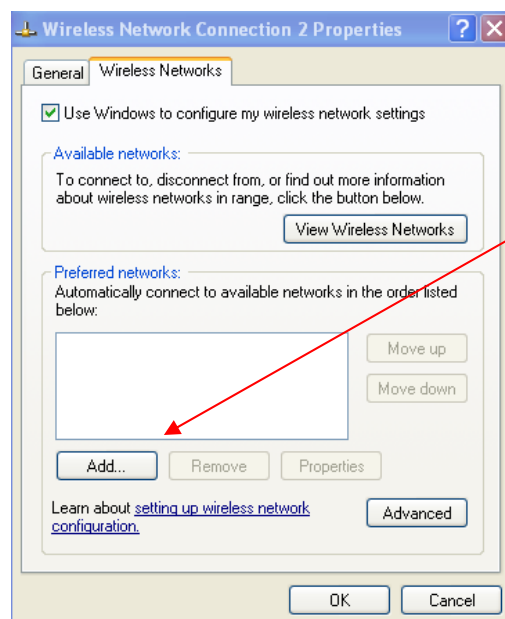 Wireless Network Connection 2 Properties ?
General Wireless Networks
Use Windows to configure my wireless network settings
Available networks:
To connect to, disconnect from, or find out more information
about wireless networks in range, click the button below.
View Wireless Networks
Preferred networks:
Automatically connect to available networks in the order listed
below:
Move up
Move down
Add... Remove Properties
Learn about setting up wireless network
configuration.
Advanced
OK Cancel